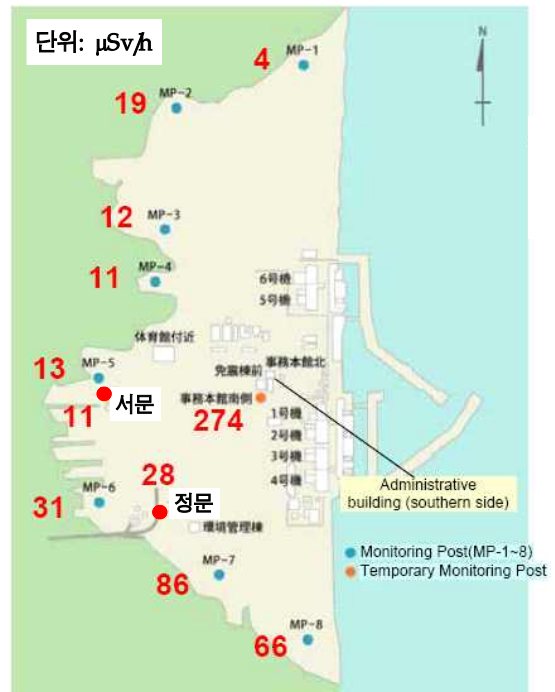 단위: μSv/h
N
4
MP-1
19
MP-2
12
MP-3
11
MP-4
6号機
5号機
体育館付近
13
MP-5
免震棟前
事務本館北
11
서문
事務本館南側
274
1号機
2号機
3号機
4号機
28
정문
31
MP-6
環境管理棟
Administrative
building (southern side)
MP-7
86
Monitoring Post(MP-1~8)
Temporary Monitoring Post
MP-8
66